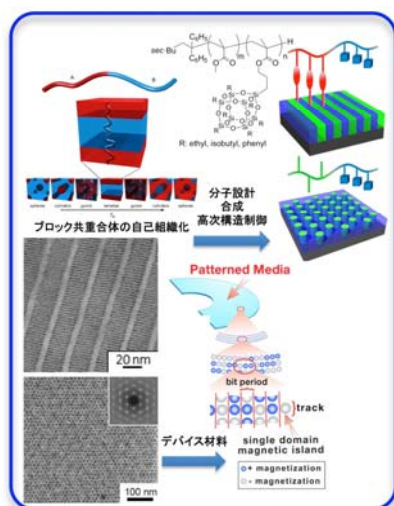 sec-Bu
C₆H₅
C₆H₅
m
n
H
O
O
O
O
R: ethyl, isobutyl, phenyl
A
B
分子設計
合成
高次構造制御
ブロック共重合体の自己組織化
Patterned Media
20 nm
bit period
track
single domain
magnetic island
+ magnetization
- magnetization
デバイス材料
100 nm